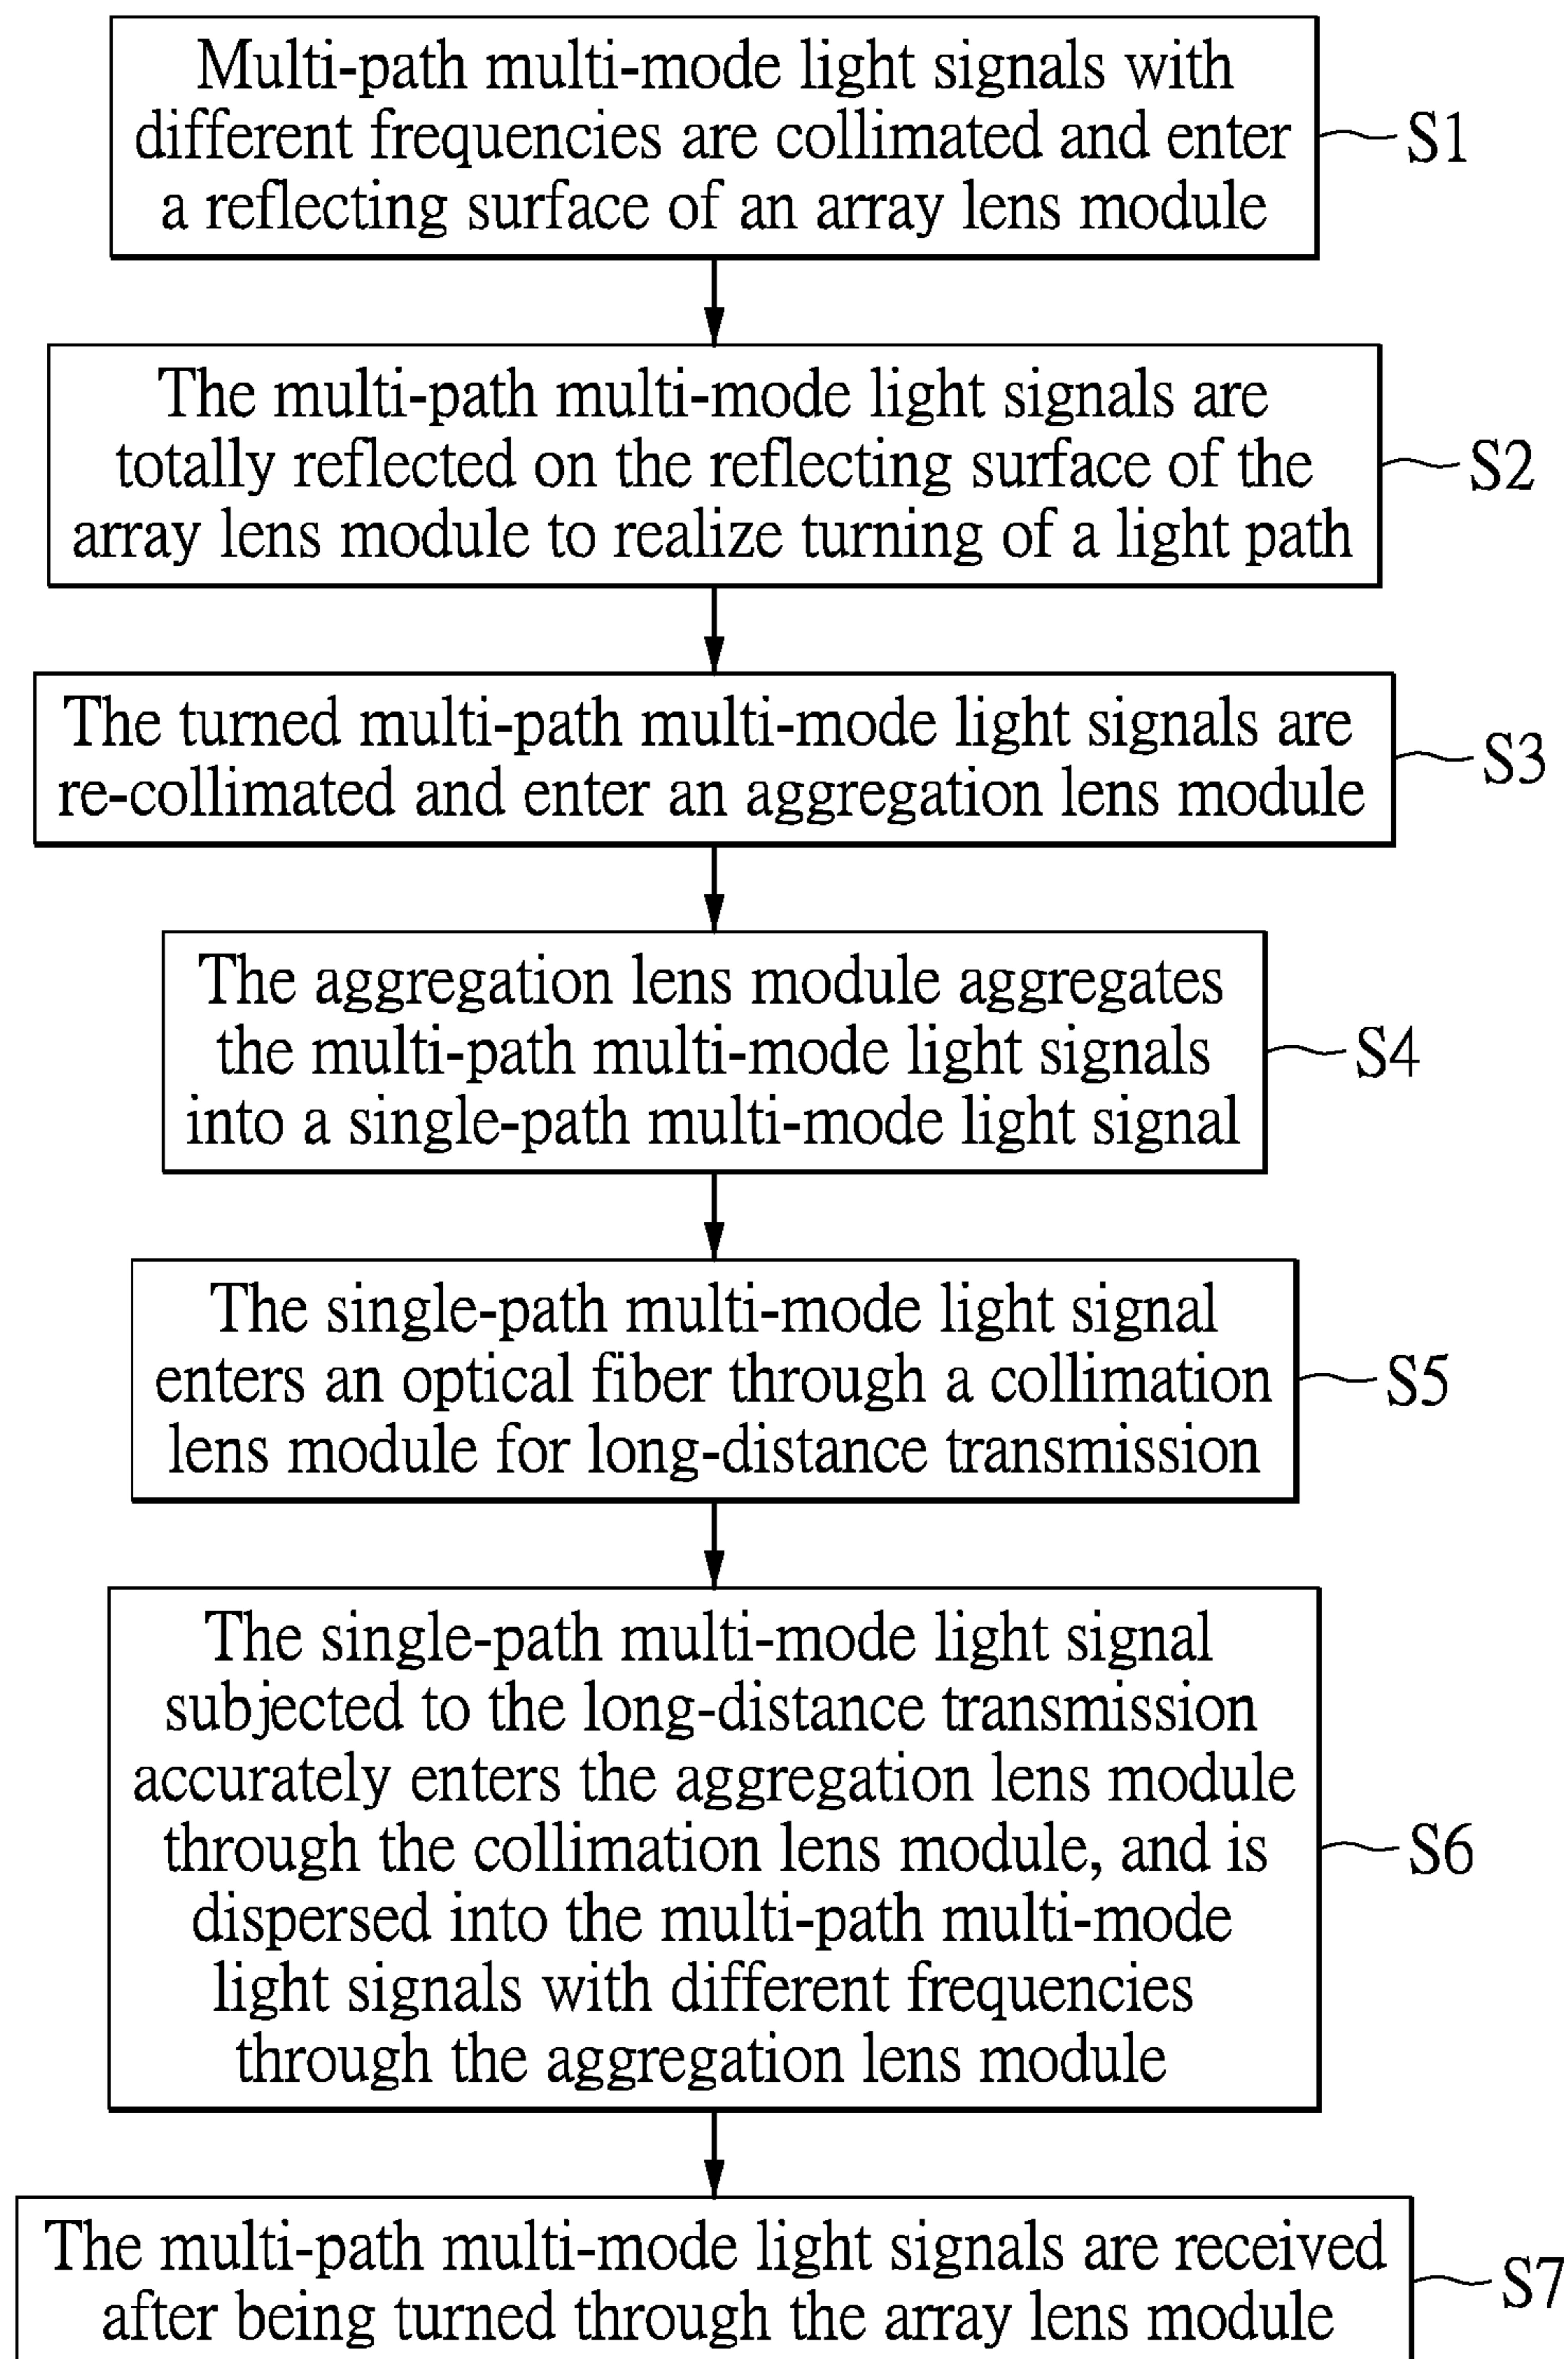 Multi-path multi-mode light signals with
different frequencies are collimated and enter
a reflecting surface of an array lens module
S1
The multi-path multi-mode light signals are
totally reflected on the reflecting surface of the
array lens module to realize turning of a light path
S2
The turned multi-path multi-mode light signals are
re-collimated and enter an aggregation lens module
S3
The aggregation lens module aggregates
the multi-path multi-mode light signals
into a single-path multi-mode light signal
S4
The single-path multi-mode light signal
enters an optical fiber through a collimation
lens module for long-distance transmission
S5
The single-path multi-mode light signal
subjected to the long-distance transmission
accurately enters the aggregation lens module
through the collimation lens module, and is
dispersed into the multi-path multi-mode
light signals with different frequencies
through the aggregation lens module
S6
The multi-path multi-mode light signals are received
after being turned through the array lens module
S7